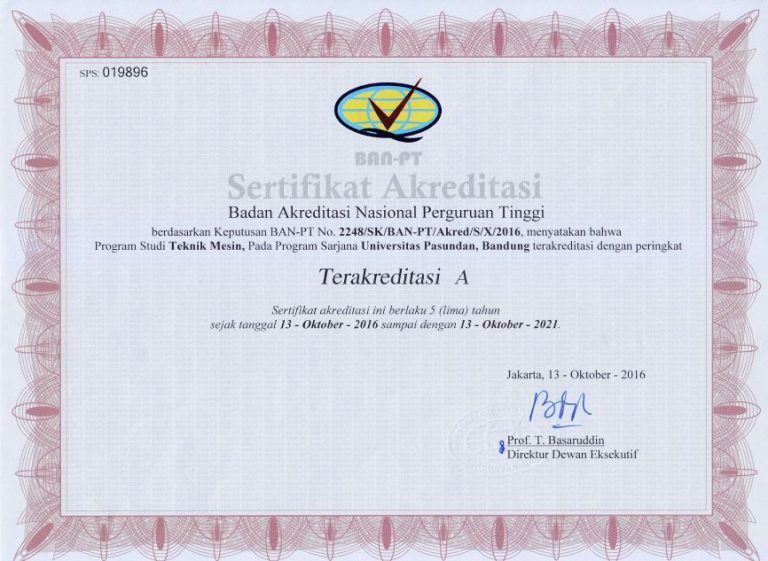 SPS: 019896
BAN-PT
Sertifikat Akreditasi
Badan Akreditasi Nasional Perguruan Tinggi
berdasarkan Keputusan BAN-PT No. 2248/SK/BAN-PT/Akred/S/X/2016, menyatakan bahwa
Program Studi Teknik Mesin, Pada Program Sarjana Universitas Pasundan, Bandung terakreditasi dengan peringkat
Terakreditasi A
Sertifikat akreditasi ini berlaku 5 (lima) tahun
sejak tanggal 13 - Oktober - 2016 sampai dengan 13 - Oktober - 2021.
Jakarta, 13 - Oktober - 2016
Prof. T. Basaruddin
Direktur Dewan Eksekutif